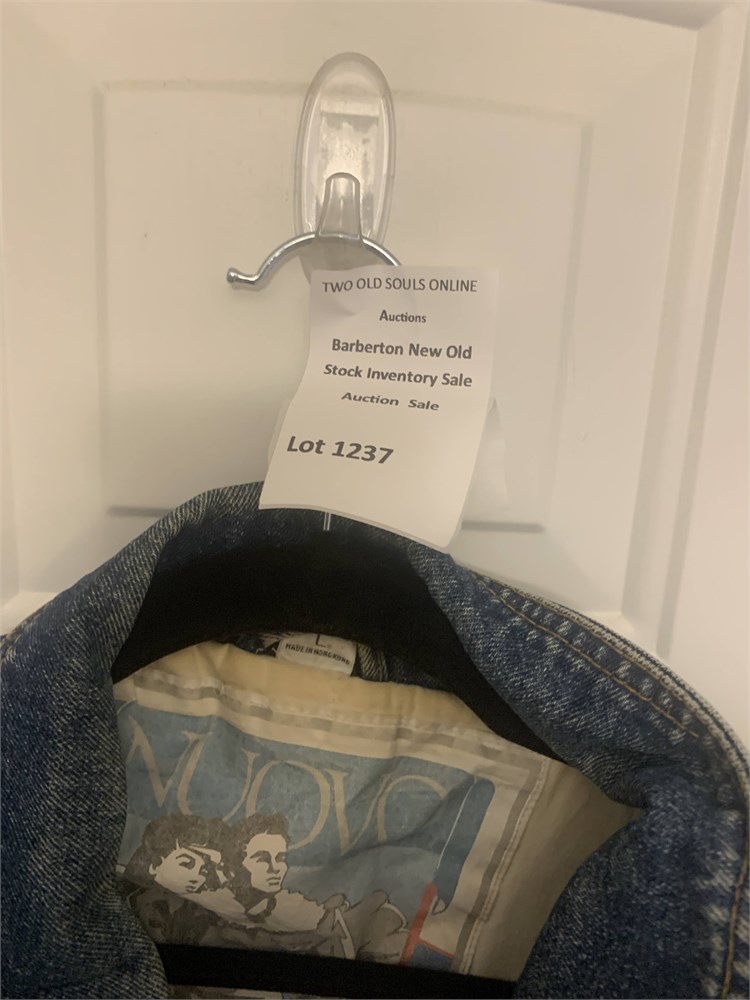 TWO OLD SOULS ONLINE
Auctions
Barberton New Old
Stock Inventory Sale
Auction Sale
Lot 1237
L
MADE IN HONG KONG
NUOVO